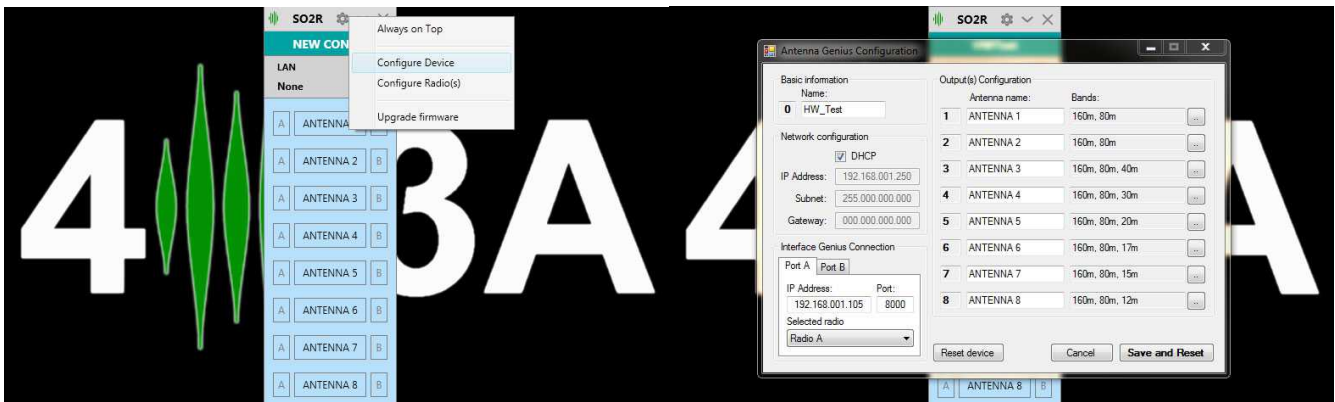 SO2R
NEW CON
LAN
None
Always on Top
Configure Device
Configure Radio(s)
Upgrade firmware
A ANTENNA
A ANTENNA 2 B
A ANTENNA 3 B
A ANTENNA 4 B
A ANTENNA 5 B
A ANTENNA 6 B
A ANTENNA 7 B
A ANTENNA 8 B
4 3A
SO2R
Antenna Genius Configuration
Basic information
Name:
0 HW_Test
Network configuration
DHCP
IP Address: 192.168.001.250
Subnet: 255.000.000.000
Gateway: 000.000.000.000
Interface Genius Connection
Port A Port B
IP Address: Port:
192.168.001.105 8000
Selected radio
Radio A
Output(s) Configuration
Antenna name: Bands:
1 ANTENNA 1 160m, 80m ..
2 ANTENNA 2 160m, 80m ..
3 ANTENNA 3 160m, 80m, 40m ..
4 ANTENNA 4 160m, 80m, 30m ..
5 ANTENNA 5 160m, 80m, 20m ..
6 ANTENNA 6 160m, 80m, 17m ..
7 ANTENNA 7 160m, 80m, 15m ..
8 ANTENNA 8 160m, 80m, 12m ..
Reset device Cancel Save and Reset
A ANTENNA 8 B
4 A